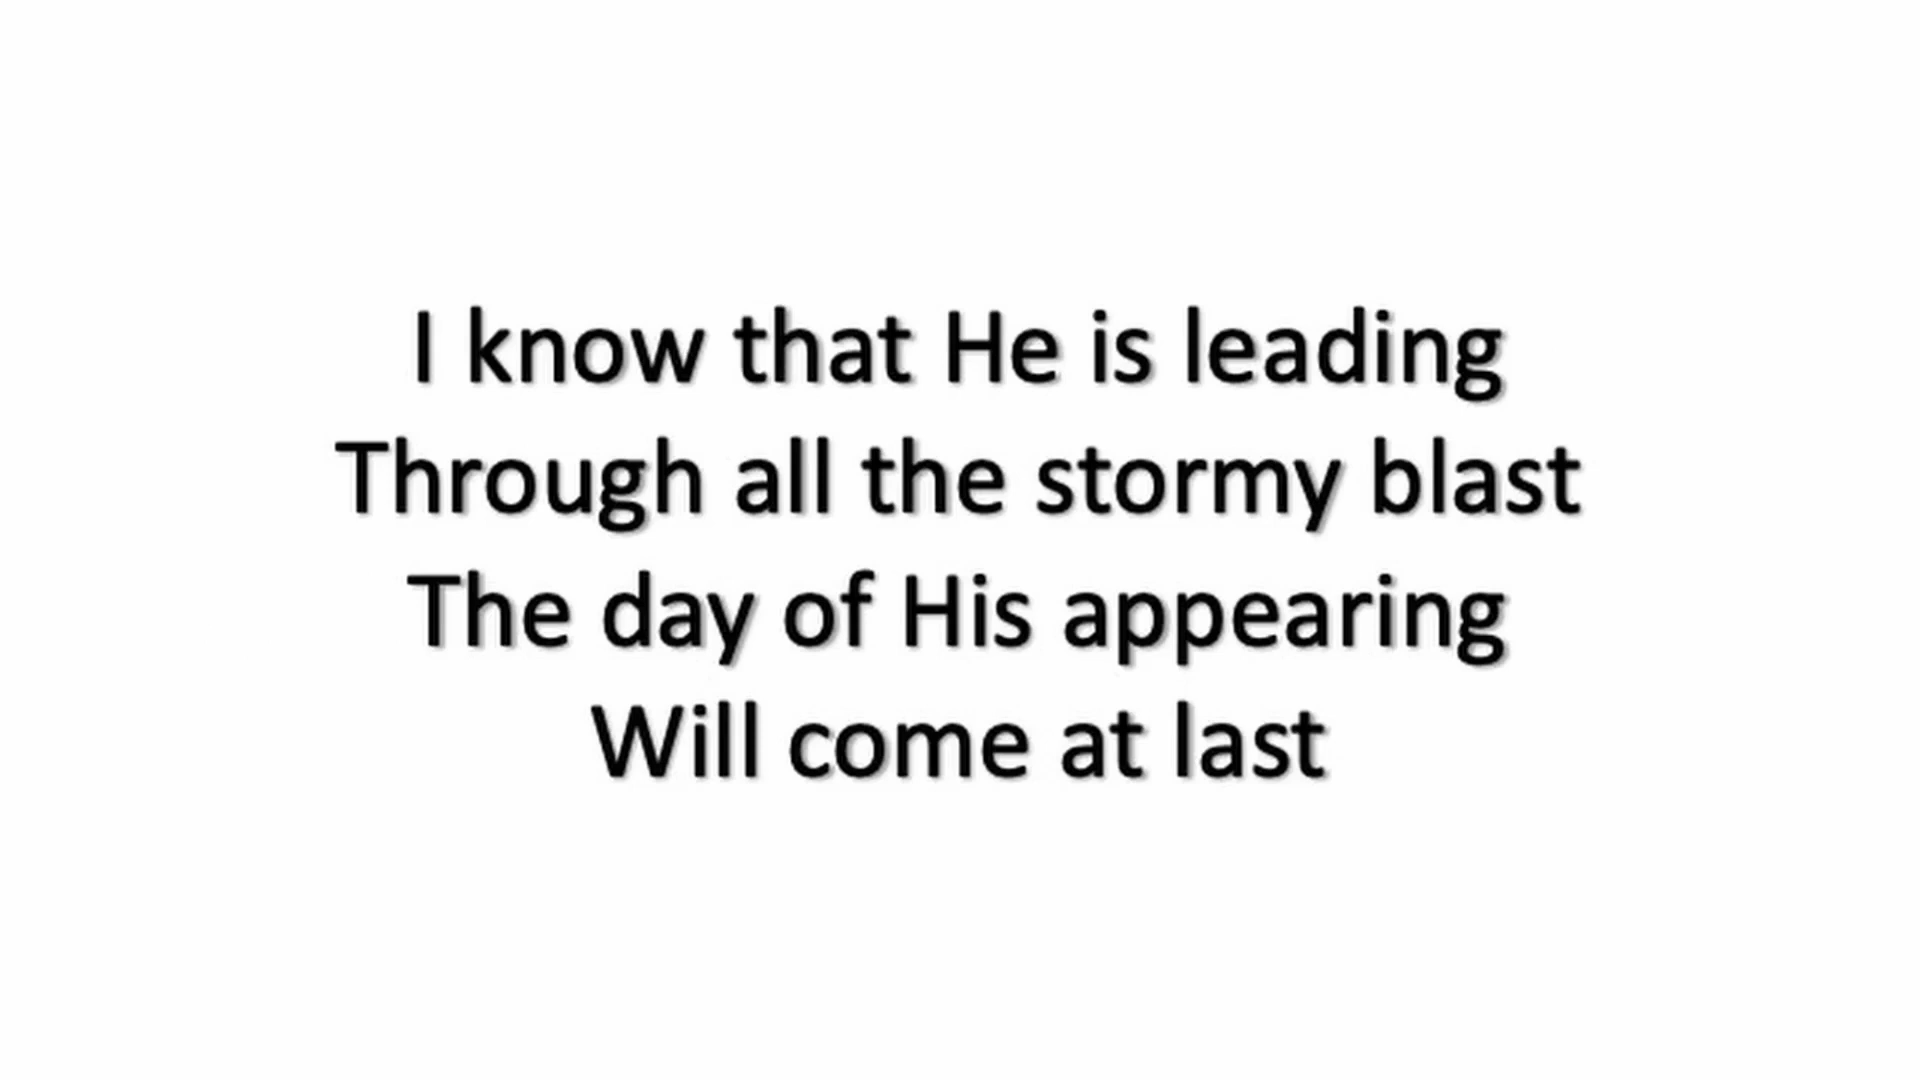 I know that He is leading
Through all the stormy blast
The day of His appearing
Will come at last